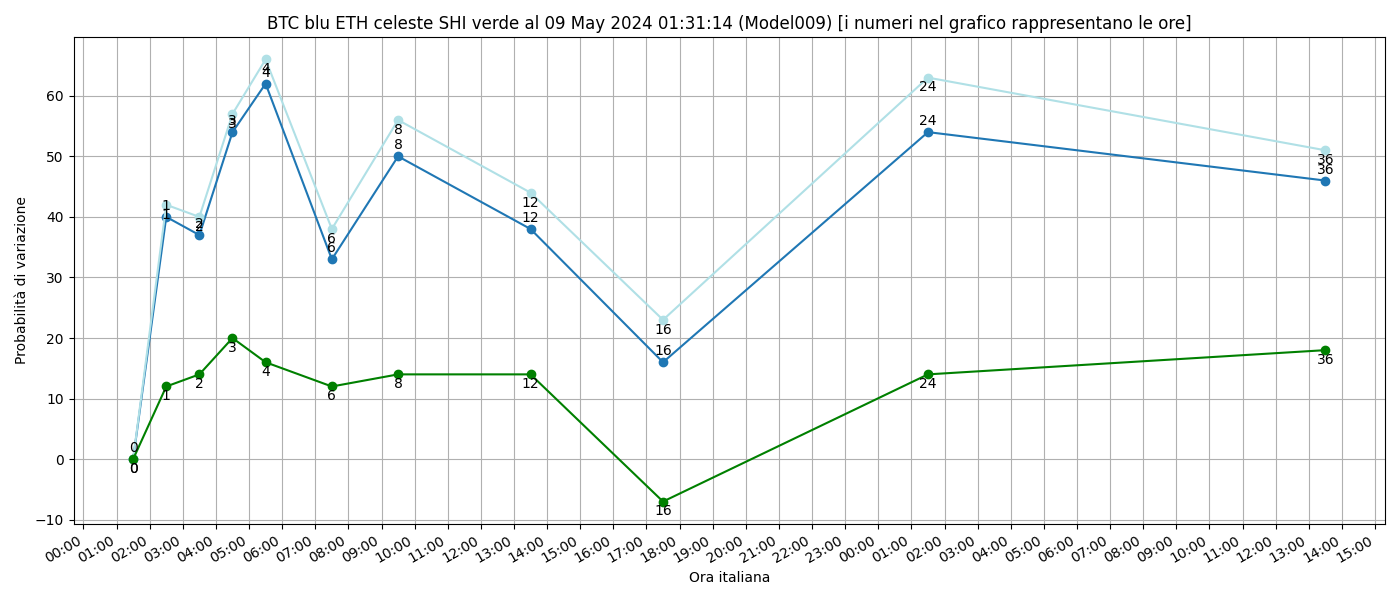 BTC blu ETH celeste SHI verde al 09 May 2024 01:31:14 (Model009) [i numeri nel grafico rappresentano le ore]
Probabilità di variazione
60
50
40
30
20
10
0
−10
0 1 2 3 4 6 8 12 16 24 36
0 1 2 3 4 6 8 12 16 24 36
0 1 2 3 4 6 8 12 16 24 36
00:00 01:00 02:00 03:00 04:00 05:00 06:00 07:00 08:00 09:00 10:00 11:00 12:00 13:00 14:00 15:00 16:00 17:00 18:00 19:00 20:00 21:00 22:00 23:00 00:00 01:00 02:00 03:00 04:00 05:00 06:00 07:00 08:00 09:00 10:00 11:00 12:00 13:00 14:00 15:00
Ora italiana